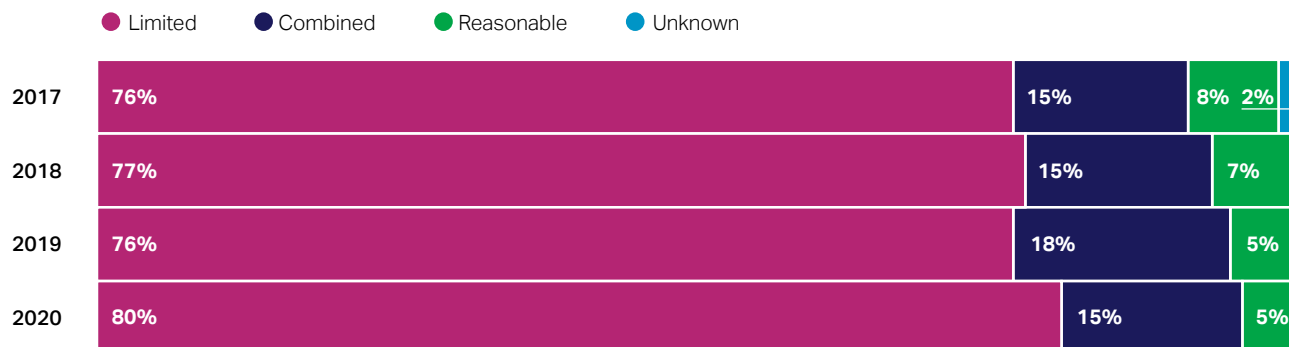 Limited Combined Reasonable Unknown
2017 76% 15% 8% 2%
2018 77% 15% 7%
2019 76% 18% 5%
2020 80% 15% 5%